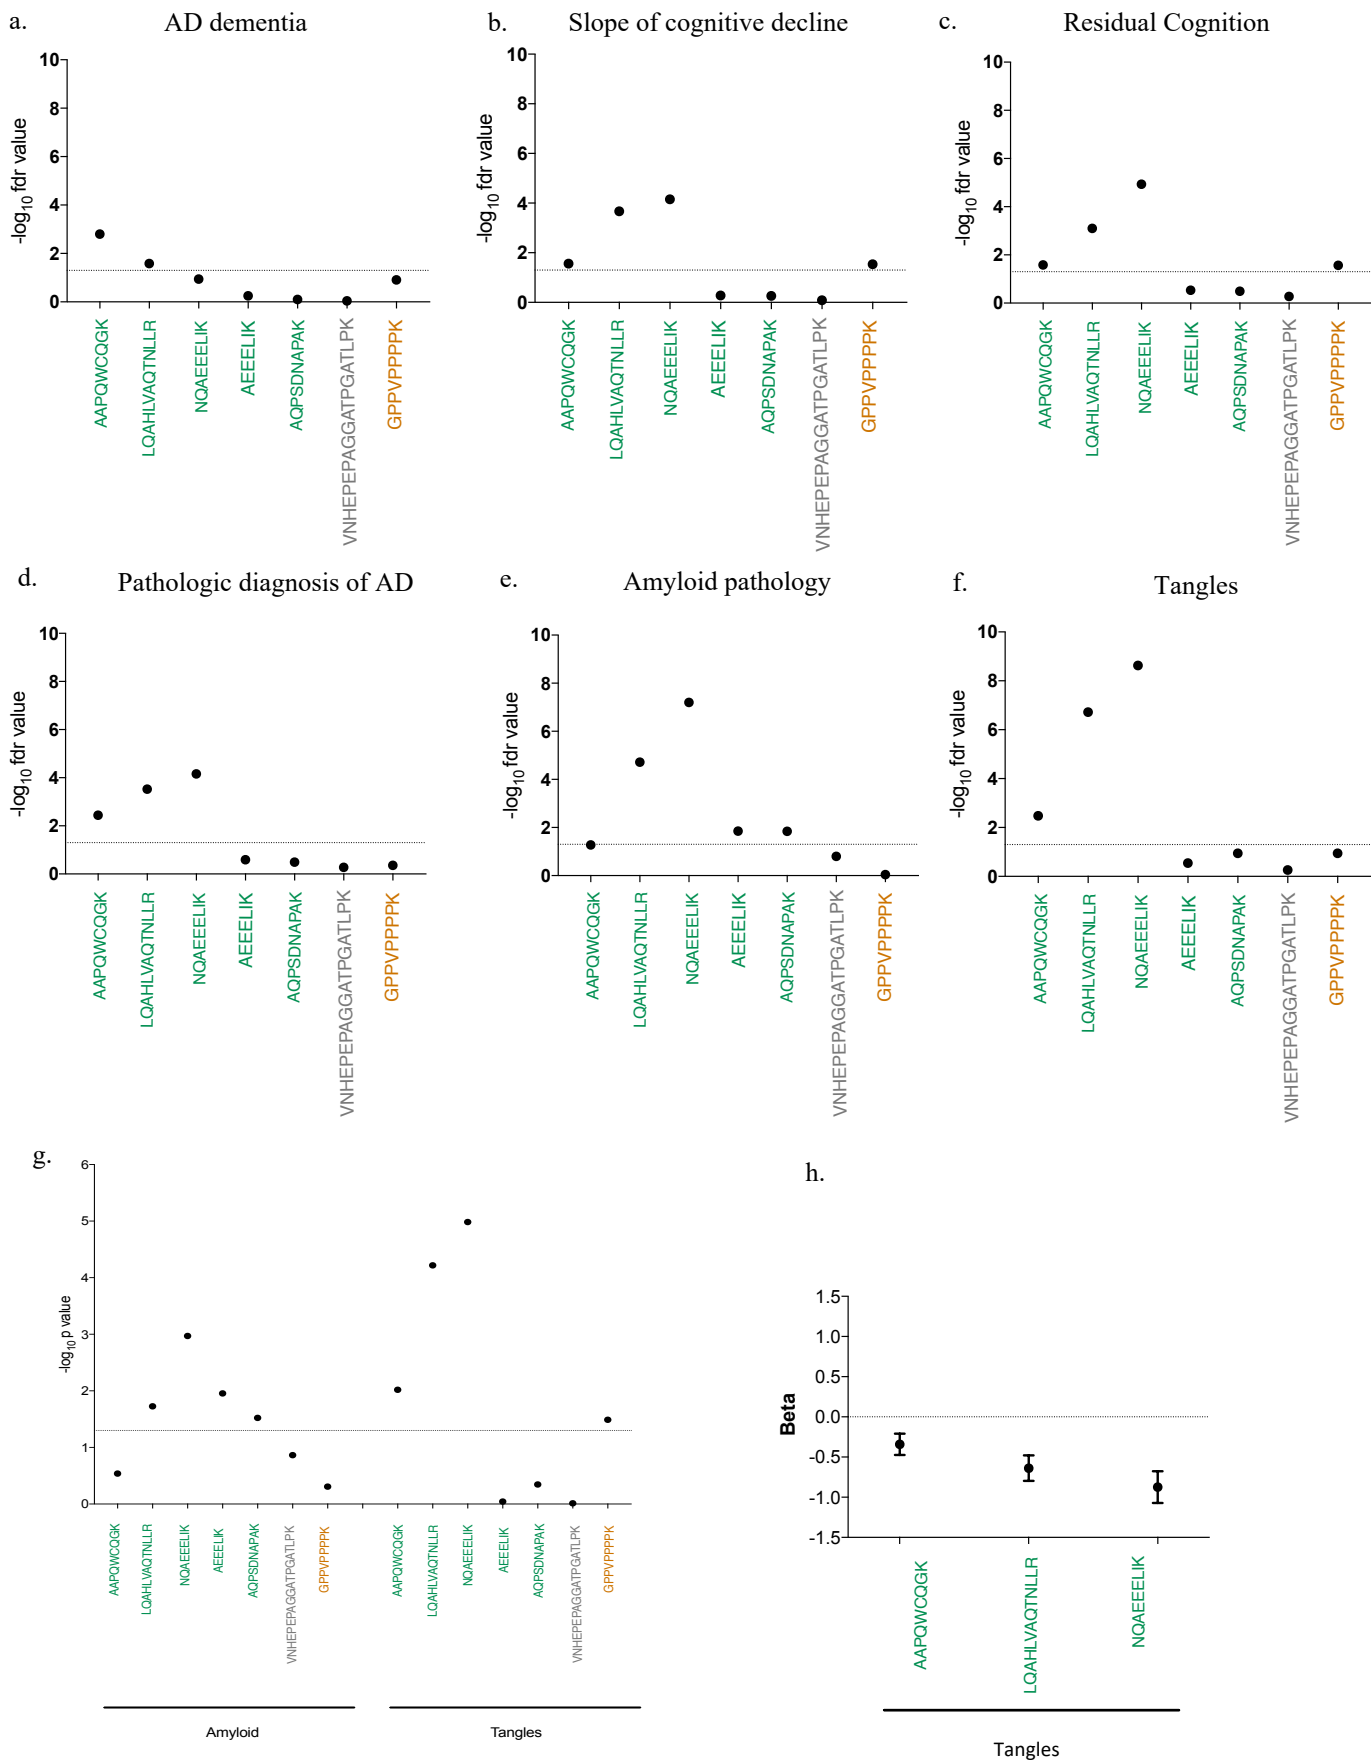 a.
AD dementia
-log10 fdr value
10
8
6
4
2
0
AAPQWCQGK
LQAHLVAQTNLLR
NQAEEELIK
AEEELIK
AQPSDNAPAK
VNHEPEPAGGATPGATLPK
GPPVPPPPK
b.
Slope of cognitive decline
-log10 fdr value
10
8
6
4
2
0
AAPQWCQGK
LQAHLVAQTNLLR
NQAEEELIK
AEEELIK
AQPSDNAPAK
VNHEPEPAGGATPGATLPK
GPPVPPPPK
c.
Residual Cognition
-log10 fdr value
10
8
6
4
2
0
AAPQWCQGK
LQAHLVAQTNLLR
NQAEEELIK
AEEELIK
AQPSDNAPAK
VNHEPEPAGGATPGATLPK
GPPVPPPPK
d.
Pathologic diagnosis of AD
-log10 fdr value
10
8
6
4
2
0
AAPQWCQGK
LQAHLVAQTNLLR
NQAEEELIK
AEEELIK
AQPSDNAPAK
VNHEPEPAGGATPGATLPK
GPPVPPPPK
e.
Amyloid pathology
-log10 fdr value
10
8
6
4
2
0
AAPQWCQGK
LQAHLVAQTNLLR
NQAEEELIK
AEEELIK
AQPSDNAPAK
VNHEPEPAGGATPGATLPK
GPPVPPPPK
f.
Tangles
-log10 fdr value
10
8
6
4
2
0
AAPQWCQGK
LQAHLVAQTNLLR
NQAEEELIK
AEEELIK
AQPSDNAPAK
VNHEPEPAGGATPGATLPK
GPPVPPPPK
g.
-log10 p value
6
5
4
3
2
1
0
AAPQWCQGK
LQAHLVAQTNLLR
NQAEEELIK
AEEELIK
AQPSDNAPAK
VNHEPEPAGGATPGATLPK
GPPVPPPPK
AAPQWCQGK
LQAHLVAQTNLLR
NQAEEELIK
AEEELIK
AQPSDNAPAK
VNHEPEPAGGATPGATLPK
GPPVPPPPK
Amyloid
Tangles
h.
Beta
1.5
1.0
0.5
0.0
-0.5
-1.0
-1.5
AAPQWCQGK
LQAHLVAQTNLLR
NQAEEELIK
Tangles